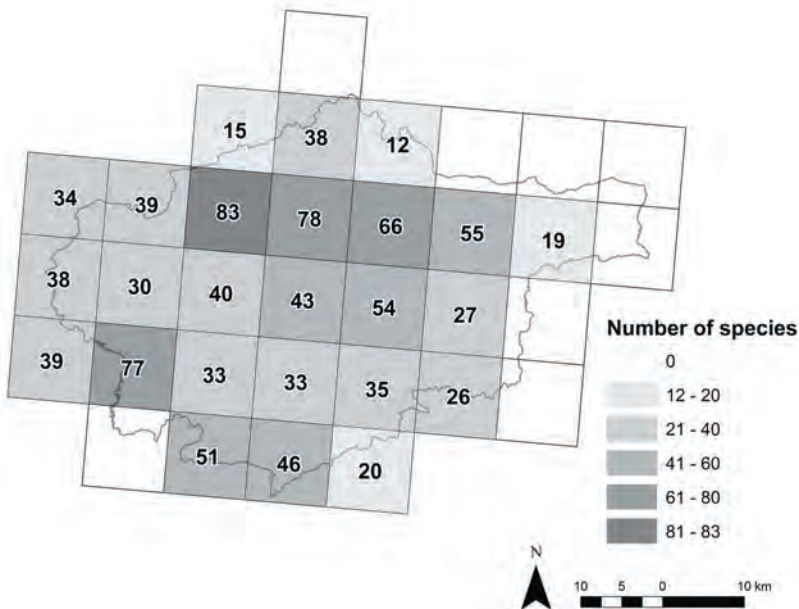 15 38 12
34 39 83 78 66 55 19
38 30 40 43 54 27
39 77 33 33 35 26
51 46 20
Number of species
0
12 - 20
21 - 40
41 - 60
61 - 80
81 - 83
N
10 5 0 10 km